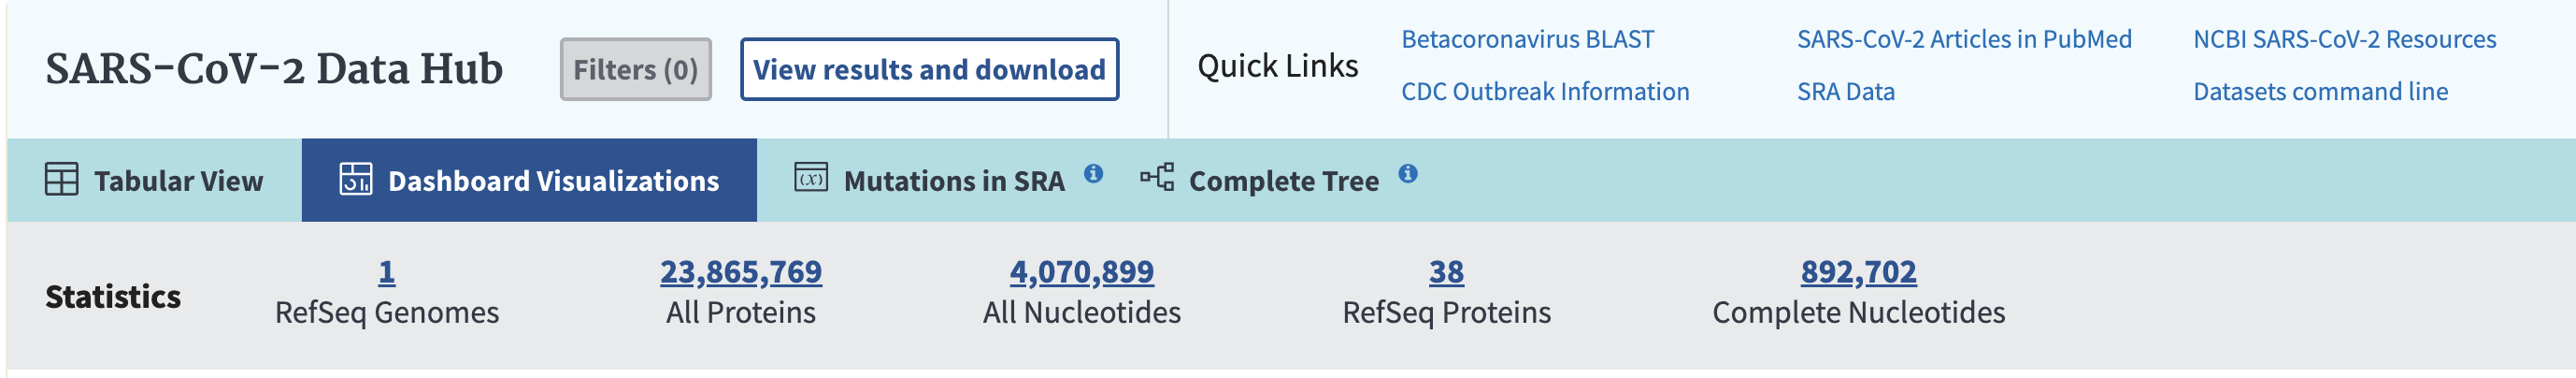 SARS-CoV-2 Data Hub
Filters (0)
View results and download
Quick Links
Betacoronavirus BLAST
SARS-CoV-2 Articles in PubMed
NCBI SARS-CoV-2 Resources
CDC Outbreak Information
SRA Data
Datasets command line
Tabular View
Dashboard Visualizations
Mutations in SRA
Complete Tree
Statistics
1
RefSeq Genomes
23,865,769
All Proteins
4,070,899
All Nucleotides
38
RefSeq Proteins
892,702
Complete Nucleotides